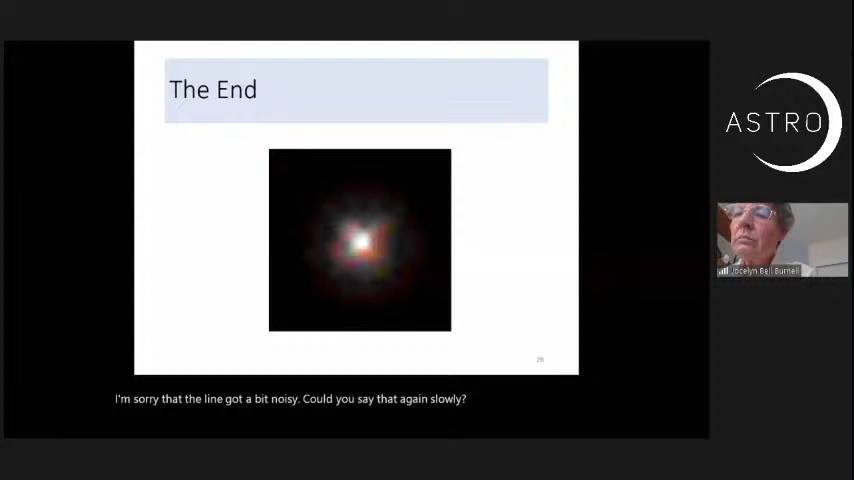 The End
ASTRO
Jocelyn Bell Burnell
28
I'm sorry that the line got a bit noisy. Could you say that again slowly?